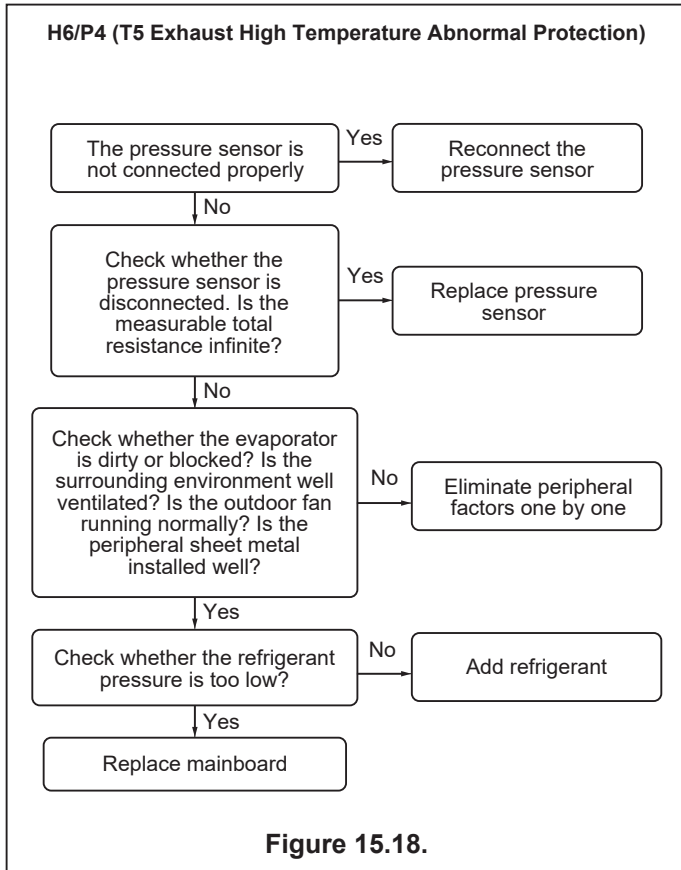 H6/P4 (T5 Exhaust High Temperature Abnormal Protection)
The pressure sensor is
not connected properly
Yes
Reconnect the
pressure sensor
No
Check whether the
pressure sensor is
disconnected. Is the
measurable total
resistance infinite?
Yes
Replace pressure
sensor
No
Check whether the evaporator
is dirty or blocked? Is the
surrounding environment well
ventilated? Is the outdoor fan
running normally? Is the
peripheral sheet metal
installed well?
No
Eliminate peripheral
factors one by one
Yes
Check whether the refrigerant
pressure is too low?
No
Add refrigerant
Yes
Replace mainboard
Figure 15.18.